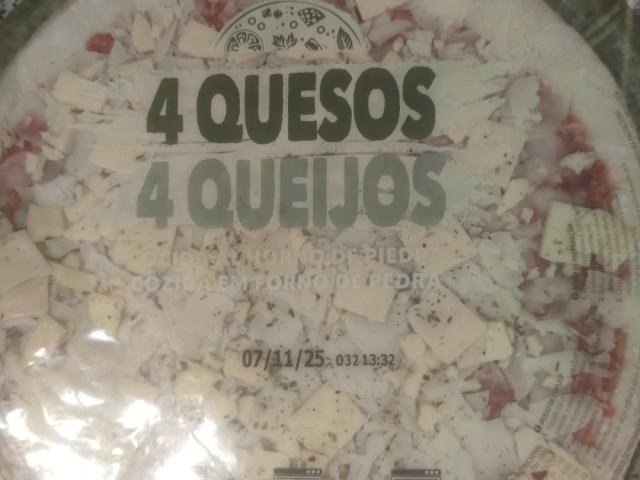 4 QUESOS
4 QUEIJOS
COCIDA AL HORNO DE PIEDRA
COZIDA EM FORNO DE PEDRA
07/11/25 032 13:32